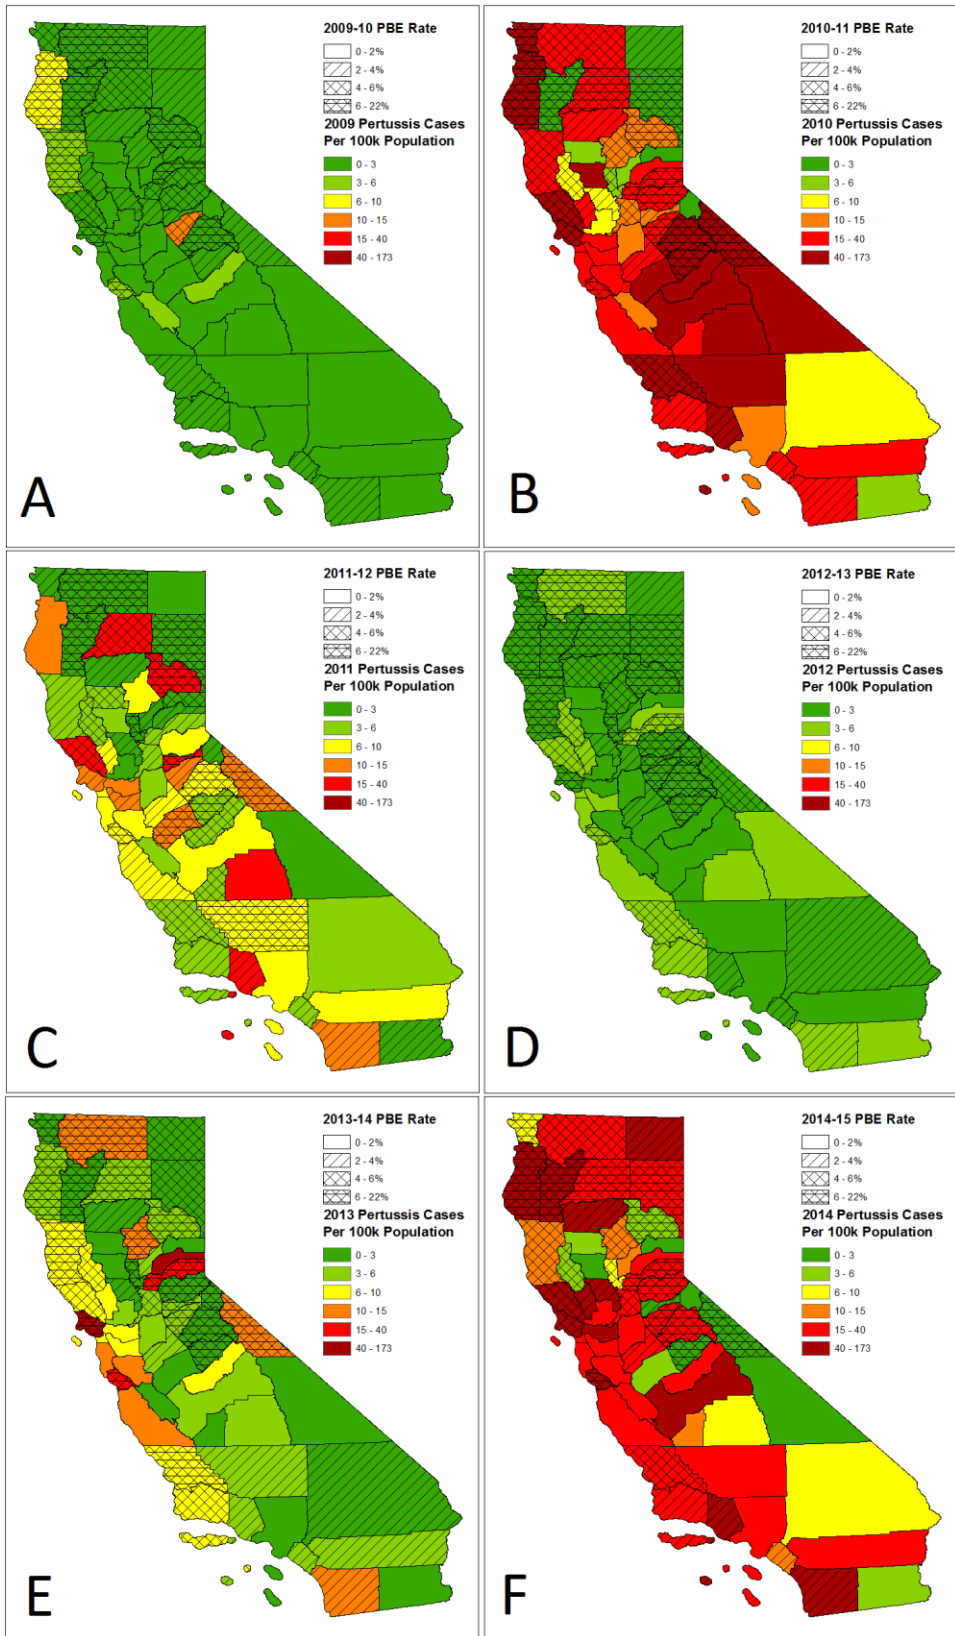 2009-10 PBE Rate
0 - 2%
2 - 4%
4 - 6%
6 - 22%
2009 Pertussis Cases
Per 100k Population
0 - 3
3 - 6
6 - 10
10 - 15
15 - 40
40 - 173
A
2010-11 PBE Rate
0 - 2%
2 - 4%
4 - 6%
6 - 22%
2010 Pertussis Cases
Per 100k Population
0 - 3
3 - 6
6 - 10
10 - 15
15 - 40
40 - 173
B
2011-12 PBE Rate
0 - 2%
2 - 4%
4 - 6%
6 - 22%
2011 Pertussis Cases
Per 100k Population
0 - 3
3 - 6
6 - 10
10 - 15
15 - 40
40 - 173
C
2012-13 PBE Rate
0 - 2%
2 - 4%
4 - 6%
6 - 22%
2012 Pertussis Cases
Per 100k Population
0 - 3
3 - 6
6 - 10
10 - 15
15 - 40
40 - 173
D
2013-14 PBE Rate
0 - 2%
2 - 4%
4 - 6%
6 - 22%
2013 Pertussis Cases
Per 100k Population
0 - 3
3 - 6
6 - 10
10 - 15
15 - 40
40 - 173
E
2014-15 PBE Rate
0 - 2%
2 - 4%
4 - 6%
6 - 22%
2014 Pertussis Cases
Per 100k Population
0 - 3
3 - 6
6 - 10
10 - 15
15 - 40
40 - 173
F